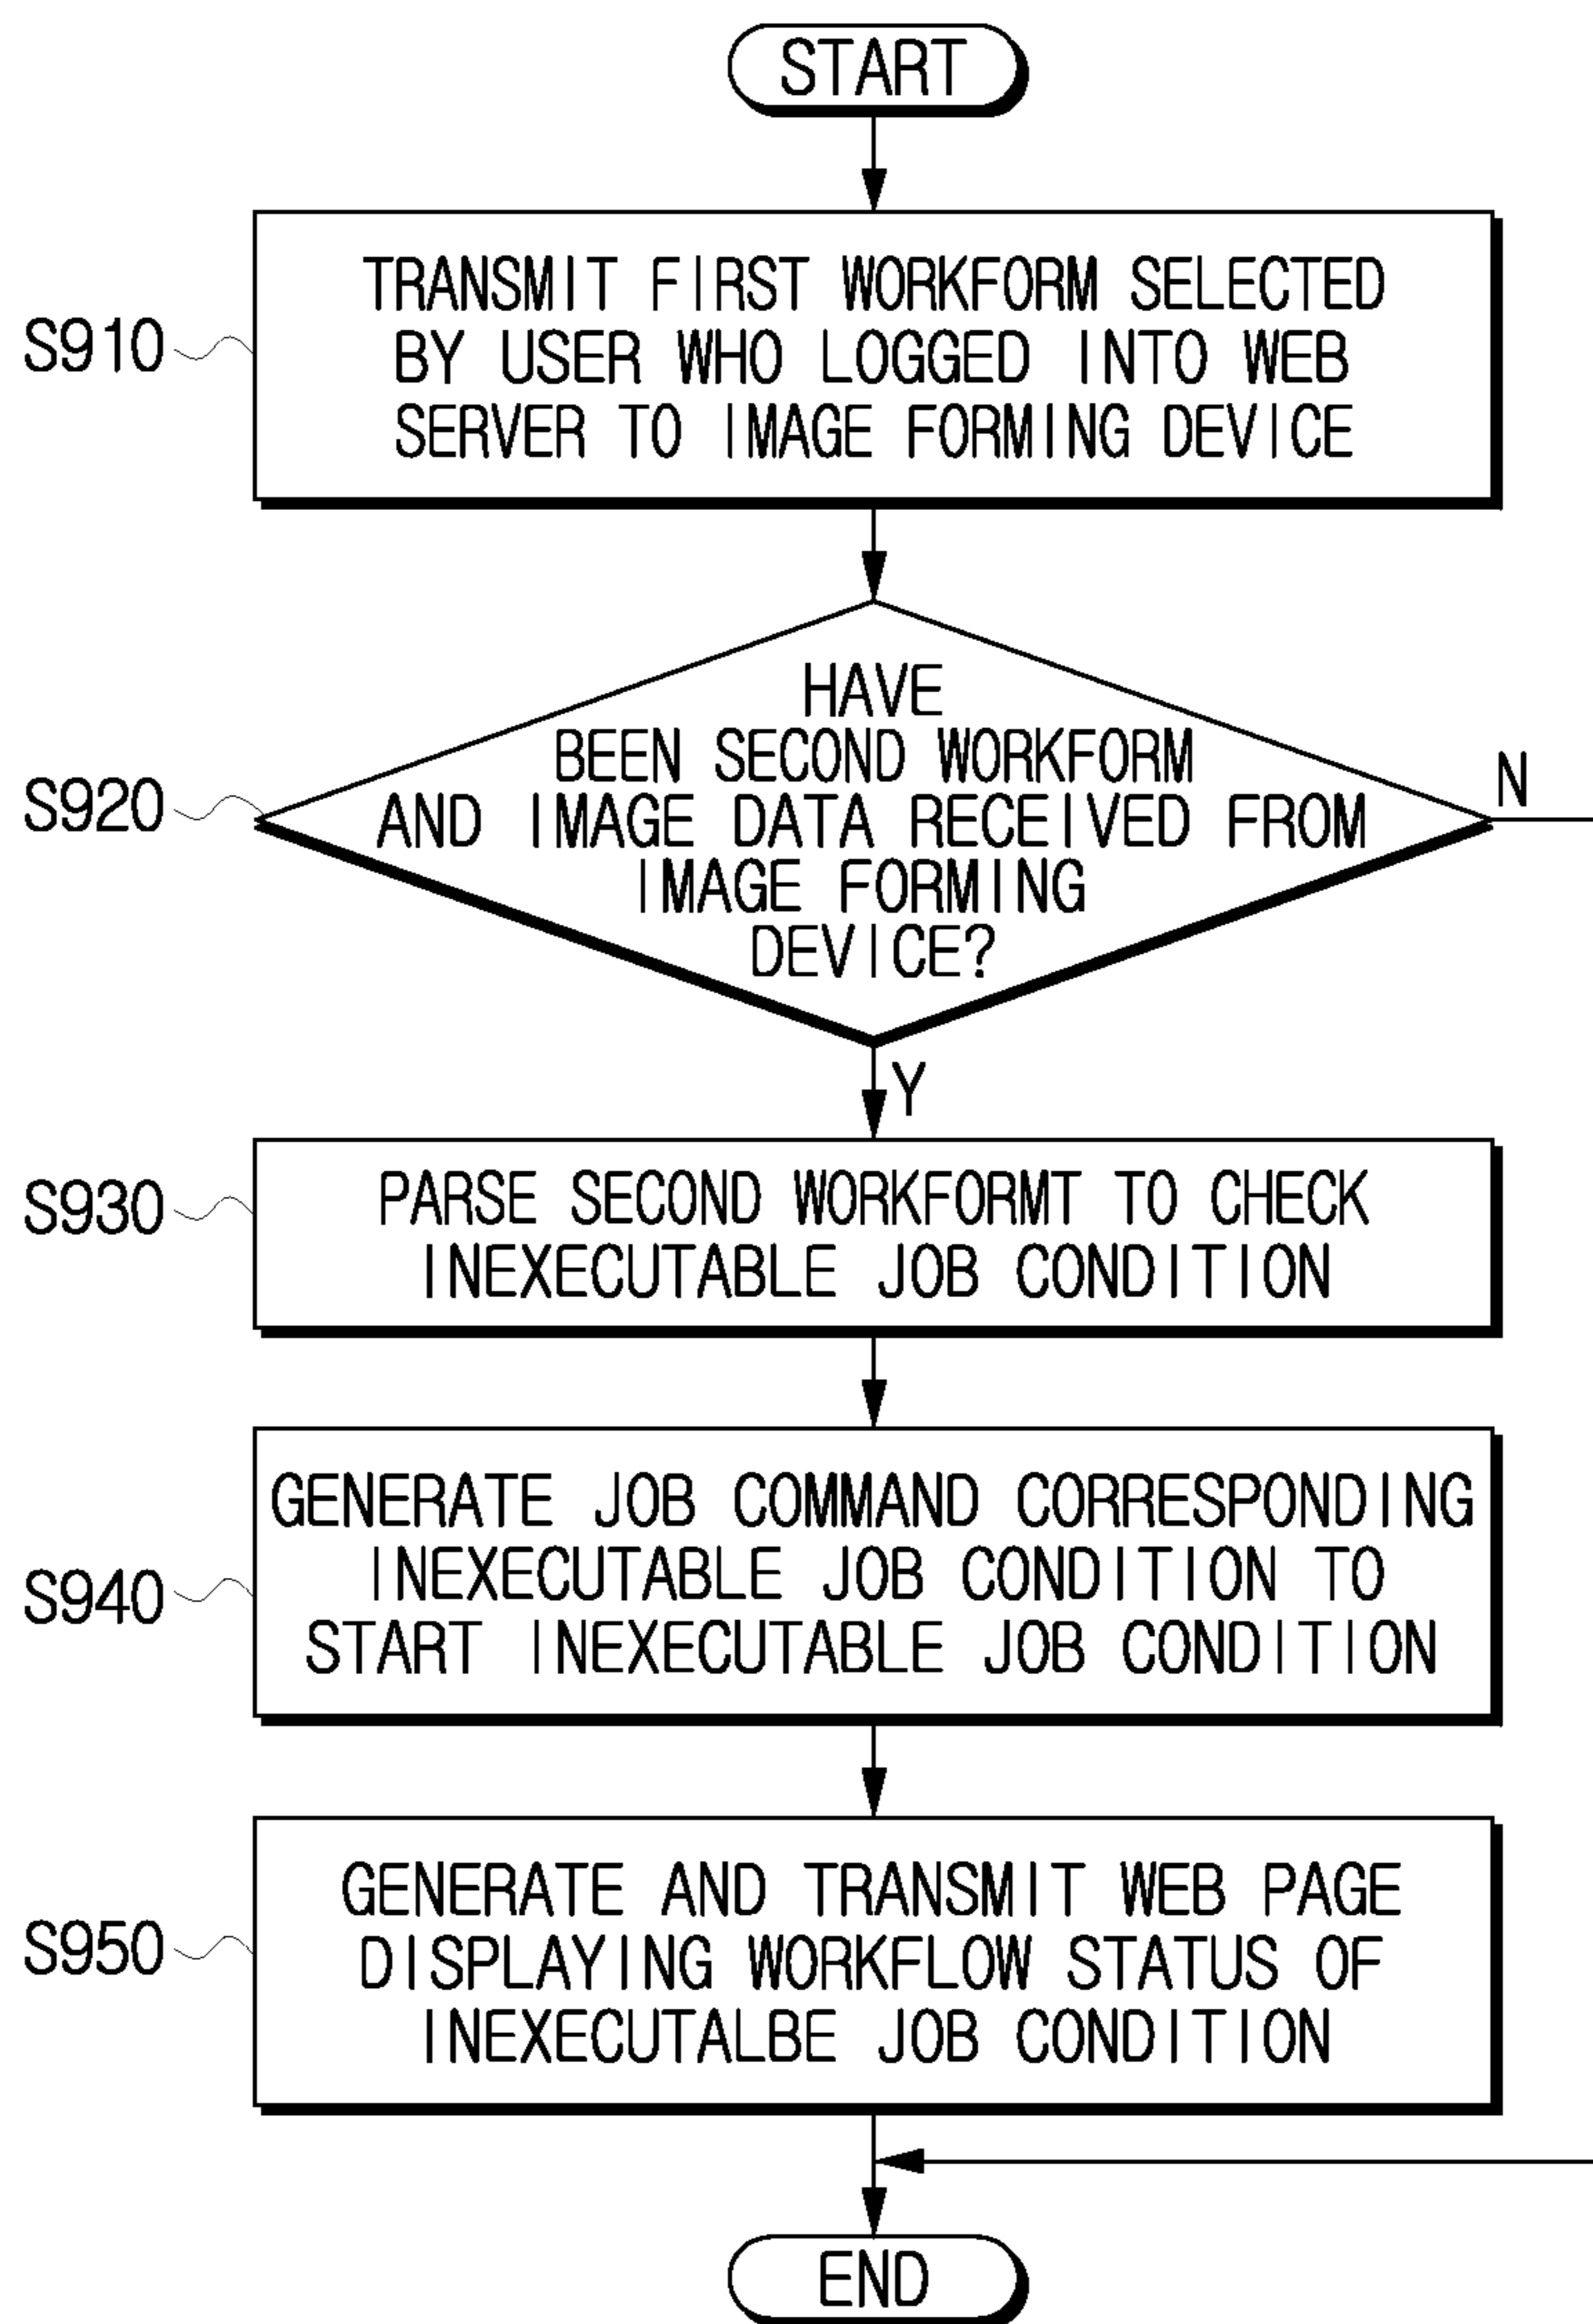 START
S910
TRANSMIT FIRST WORKFORM SELECTED
BY USER WHO LOGGED INTO WEB
SERVER TO IMAGE FORMING DEVICE
S920
HAVE
BEEN SECOND WORKFORM
AND IMAGE DATA RECEIVED FROM
IMAGE FORMING
DEVICE?
N
Y
S930
PARSE SECOND WORKFORMT TO CHECK
INEXECUTABLE JOB CONDITION
S940
GENERATE JOB COMMAND CORRESPONDING
INEXECUTABLE JOB CONDITION TO
START INEXECUTABLE JOB CONDITION
S950
GENERATE AND TRANSMIT WEB PAGE
DISPLAYING WORKFLOW STATUS OF
INEXECUTALBE JOB CONDITION
END